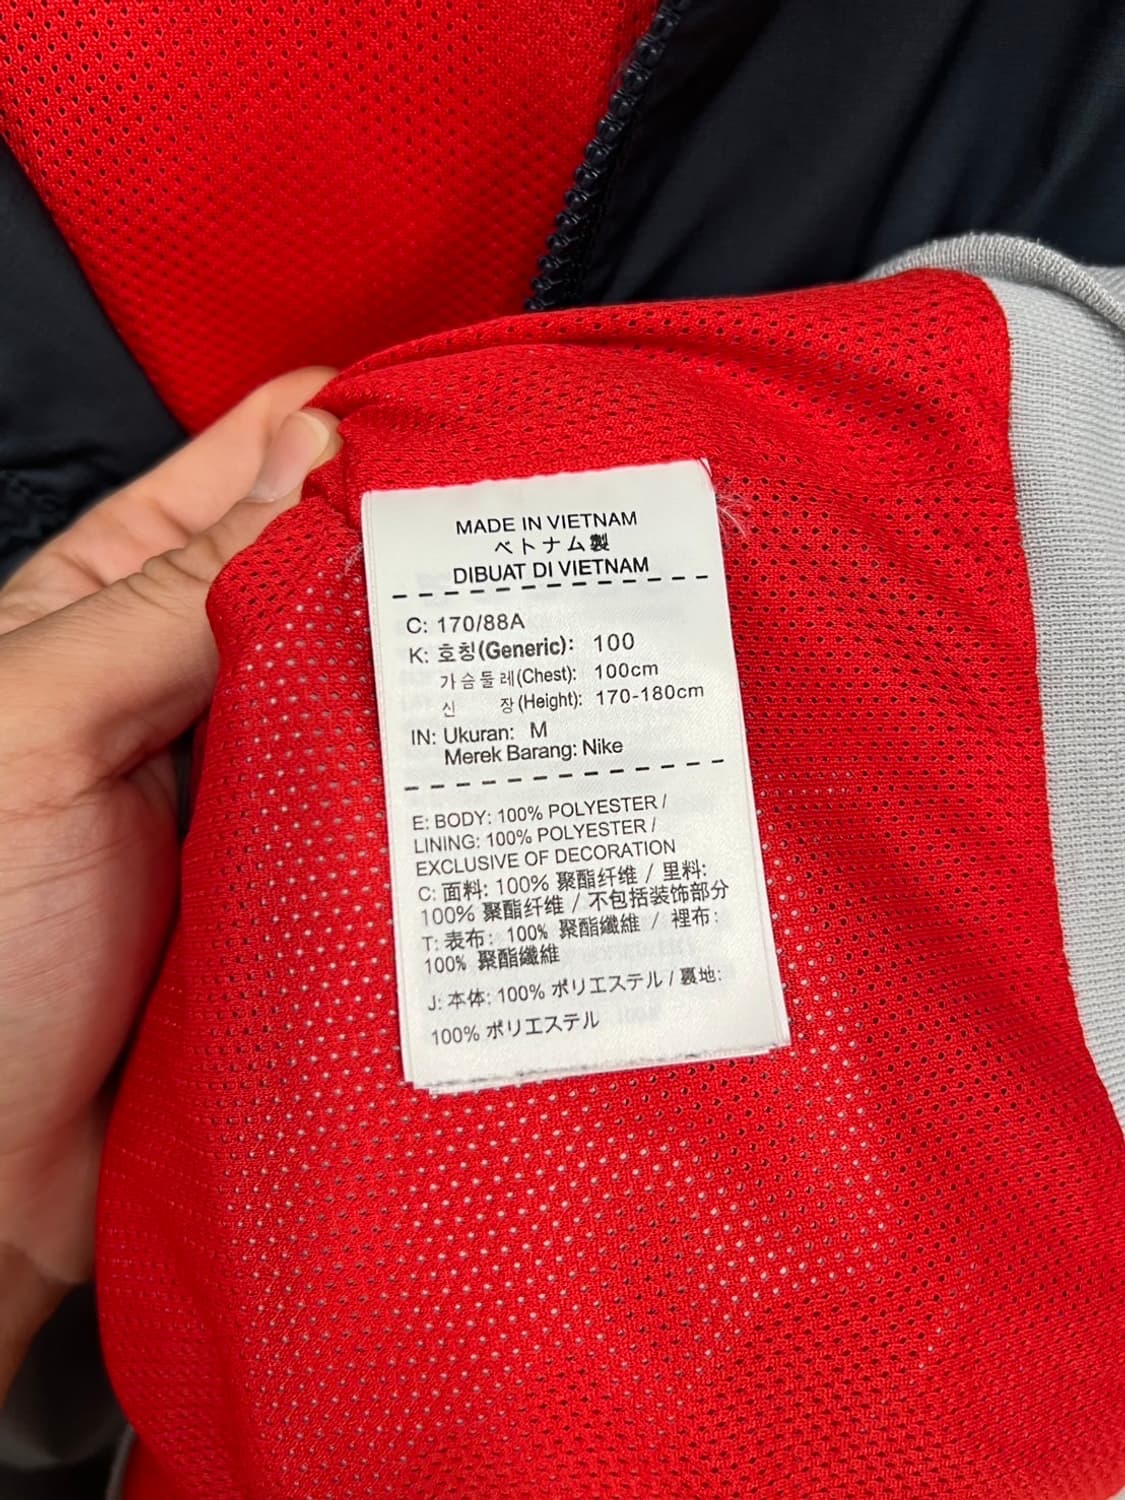 MADE IN VIETNAM
ベトナム製
DIBUAT DI VIETNAM
C: 170/88A
K: 호칭(Generic): 100
가슴둘레(Chest): 100cm
신 장(Height): 170-180cm
IN: Ukuran: M
Merek Barang: Nike
E: BODY: 100% POLYESTER /
LINING: 100% POLYESTER /
EXCLUSIVE OF DECORATION
C: 面料: 100% 聚酯纤维 / 里料:
100% 聚酯纤维 / 不包括装饰部分
T: 表布: 100% 聚酯纖維 / 裡布:
100% 聚酯纖維
J: 本体: 100% ポリエステル / 裏地:
100% ポリエステル